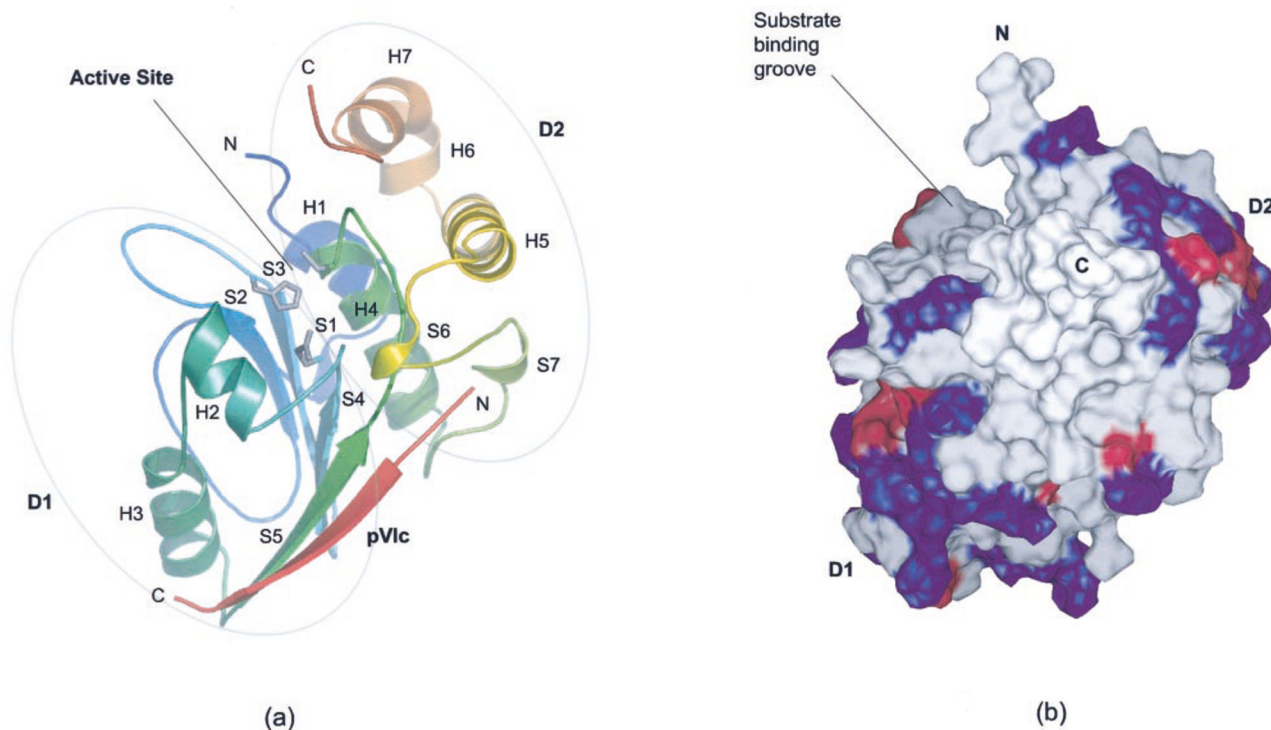 Active Site
C
H7
D2
N
H6
H1
H5
S3
S2
H4
S1
S6
S7
H2
S4
N
D1
H3
S5
pVIc
C
(a)
Substrate
binding
groove
N
D2
C
D1
(b)